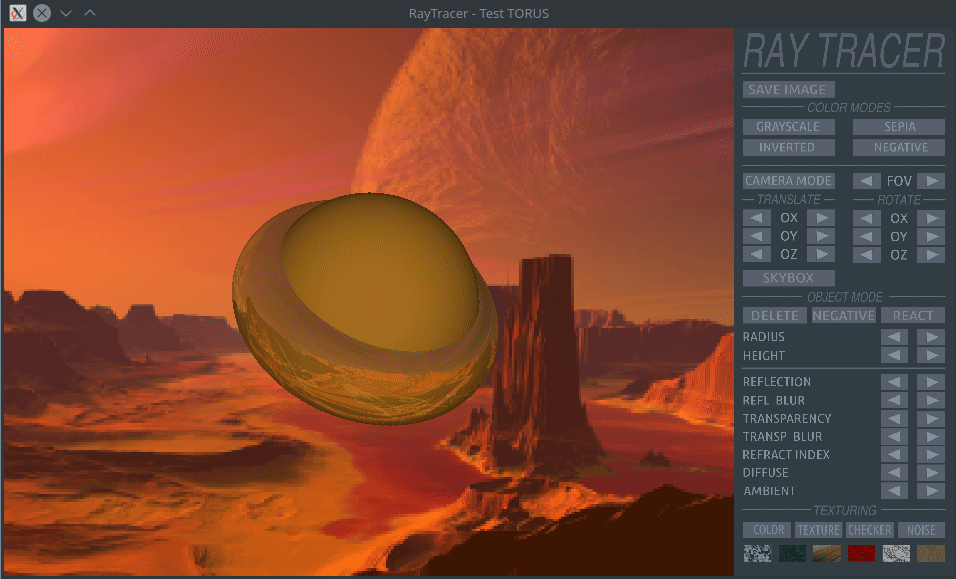 RayTracer - Test TORUS
RAY TRACER
SAVE IMAGE
COLOR MODES
GRAYSCALE SEPIA
INVERTED NEGATIVE
CAMERA MODE FOV
TRANSLATE ROTATE
OX OX
OY OY
OZ OZ
SKYBOX
OBJECT MODE
DELETE NEGATIVE REACT
RADIUS
HEIGHT
REFLECTION
REFL BLUR
TRANSPARENCY
TRANSP BLUR
REFRACT INDEX
DIFFUSE
AMBIENT
TEXTURING
COLOR TEXTURE CHECKER NOISE